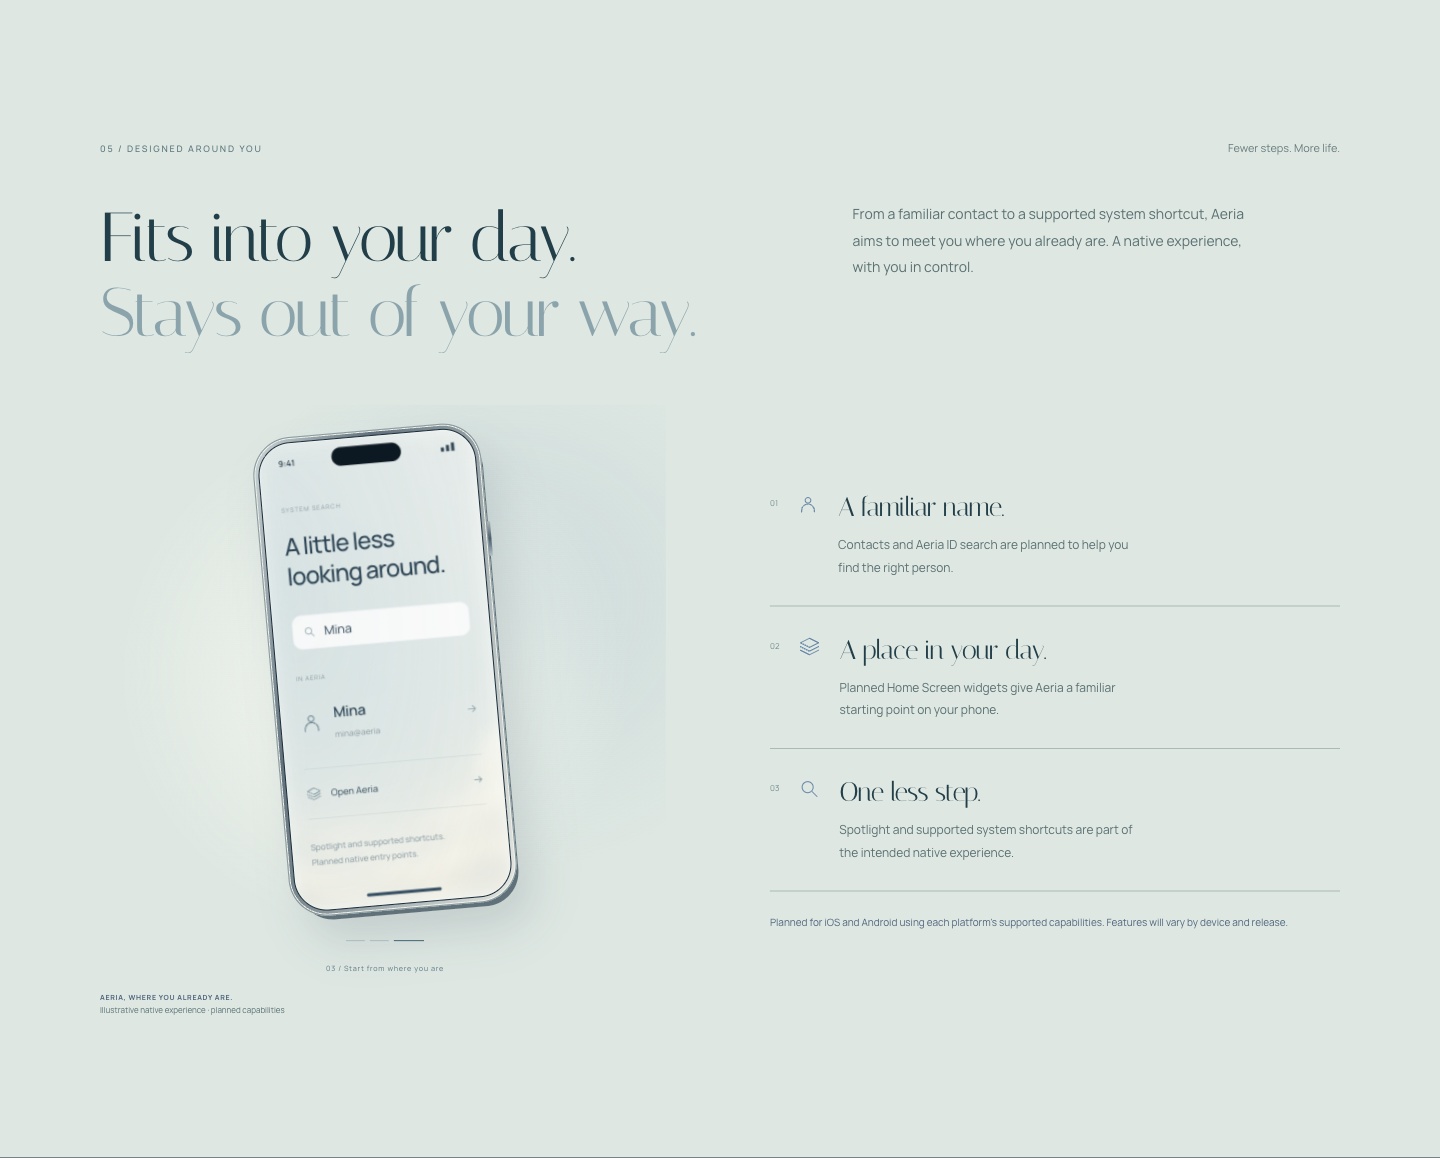 05 / DESIGNED AROUND YOU
Fewer steps. More life.
Fits into your day.
Stays out of your way.
From a familiar contact to a supported system shortcut, Aeria
aims to meet you where you already are. A native experience,
with you in control.
9:41
SYSTEM SEARCH
A little less
looking around.
Mina
IN AERIA
Mina
mina@aeria
Open Aeria
Spotlight and supported shortcuts.
Planned native entry points.
03 / Start from where you are
AERIA, WHERE YOU ALREADY ARE.
Illustrative native experience · planned capabilities
01
A familiar name.
Contacts and Aeria ID search are planned to help you
find the right person.
02
A place in your day.
Planned Home Screen widgets give Aeria a familiar
starting point on your phone.
03
One less step.
Spotlight and supported system shortcuts are part of
the intended native experience.
Planned for iOS and Android using each platform's supported capabilities. Features will vary by device and release.